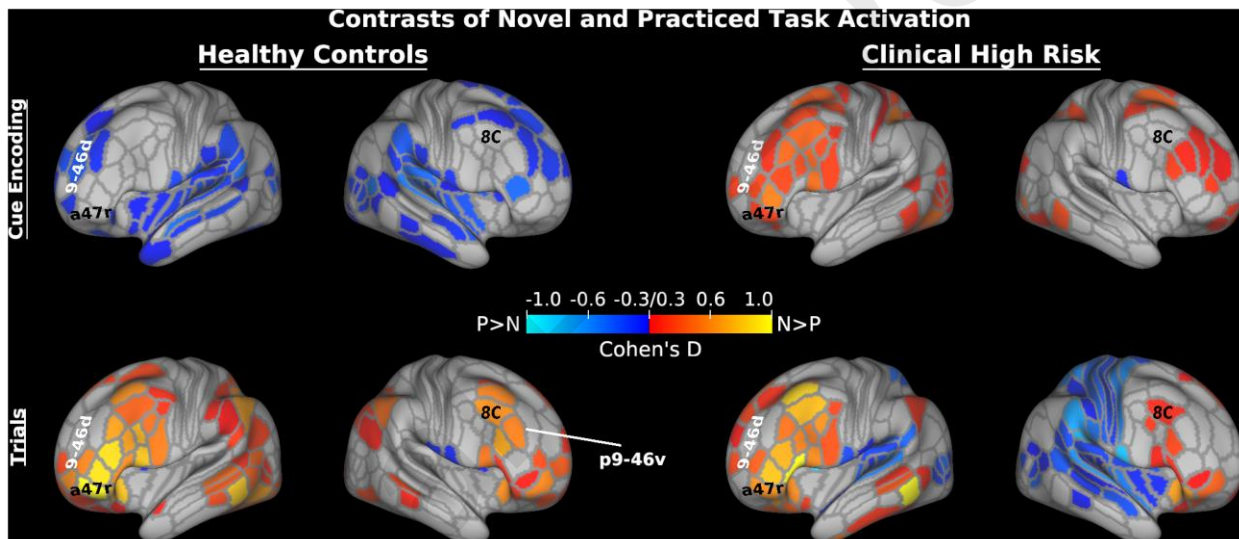 Contrasts of Novel and Practiced Task Activation
Healthy Controls
Clinical High Risk
Cue Encoding
9-46d
a47r
8C
9-46d
a47r
8C
-1.0 -0.6 -0.3/0.3 0.6 1.0
P>N N>P
Cohen's D
Trials
9-46d
a47r
8C
p9-46v
9-46d
a47r
8C